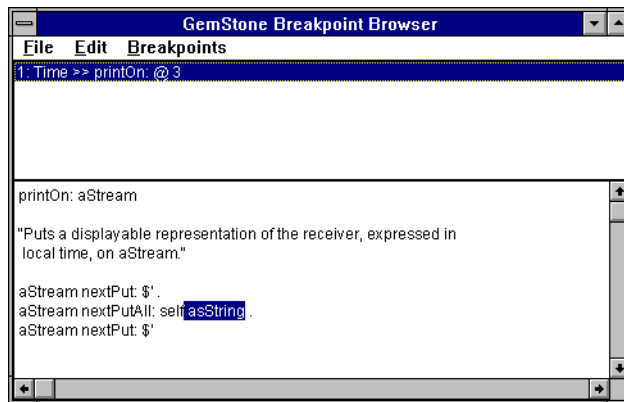 GemStone Breakpoint Browser
File Edit Breakpoints
1: Time >> printOn: @ 3
printOn: aStream
"Puts a displayable representation of the receiver, expressed in
local time, on aStream."
aStream nextPut: $' .
aStream nextPutAll: self asString .
aStream nextPut: $'